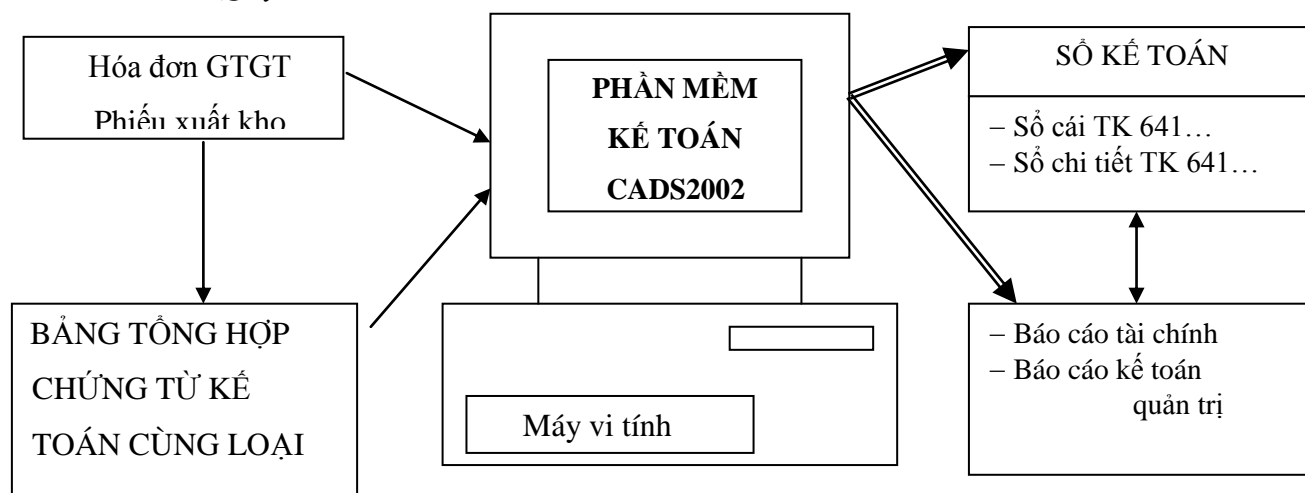 Hóa đơn GTGT
Phiếu xuất kho
BẢNG TỔNG HỢP
CHỨNG TỪ KẾ
TOÁN CÙNG LOẠI
PHẦN MỀM
KẾ TOÁN
CADS2002
Máy vi tính
SỔ KẾ TOÁN
– Sổ cái TK 641…
– Sổ chi tiết TK 641…
– Báo cáo tài chính
– Báo cáo kế toán
quản trị